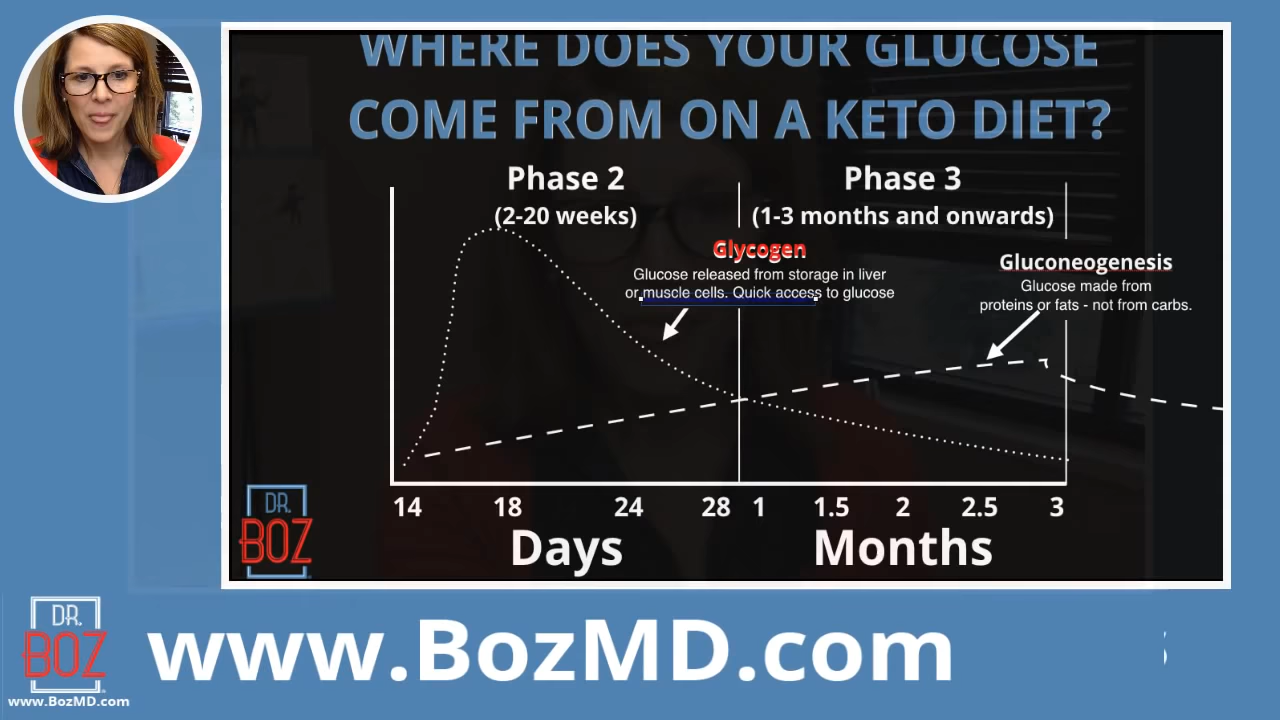 WHERE DOES YOUR GLUCOSE
COME FROM ON A KETO DIET?
Phase 2
(2-20 weeks)
Phase 3
(1-3 months and onwards)
Glycogen
Glucose released from storage in liver
or muscle cells. Quick access to glucose
Gluconeogenesis
Glucose made from
proteins or fats - not from carbs.
14 18 24 28 1 1.5 2 2.5 3
Days Months
DR.
BOZ
DR.
BOZ
www.BozMD.com
www.BozMD.com